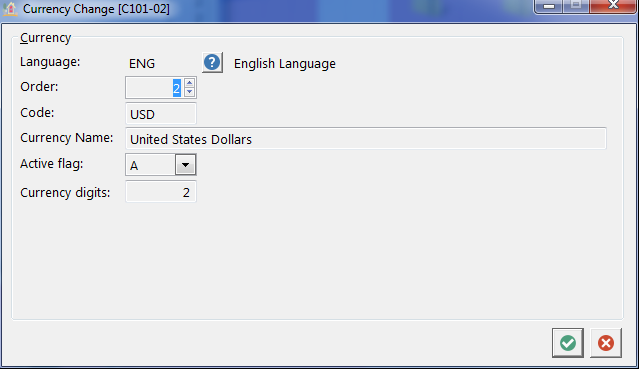 Currency Change [C101-02]
Currency
Language: ENG ? English Language
Order: 2
Code: USD
Currency Name: United States Dollars
Active flag: A
Currency digits: 2